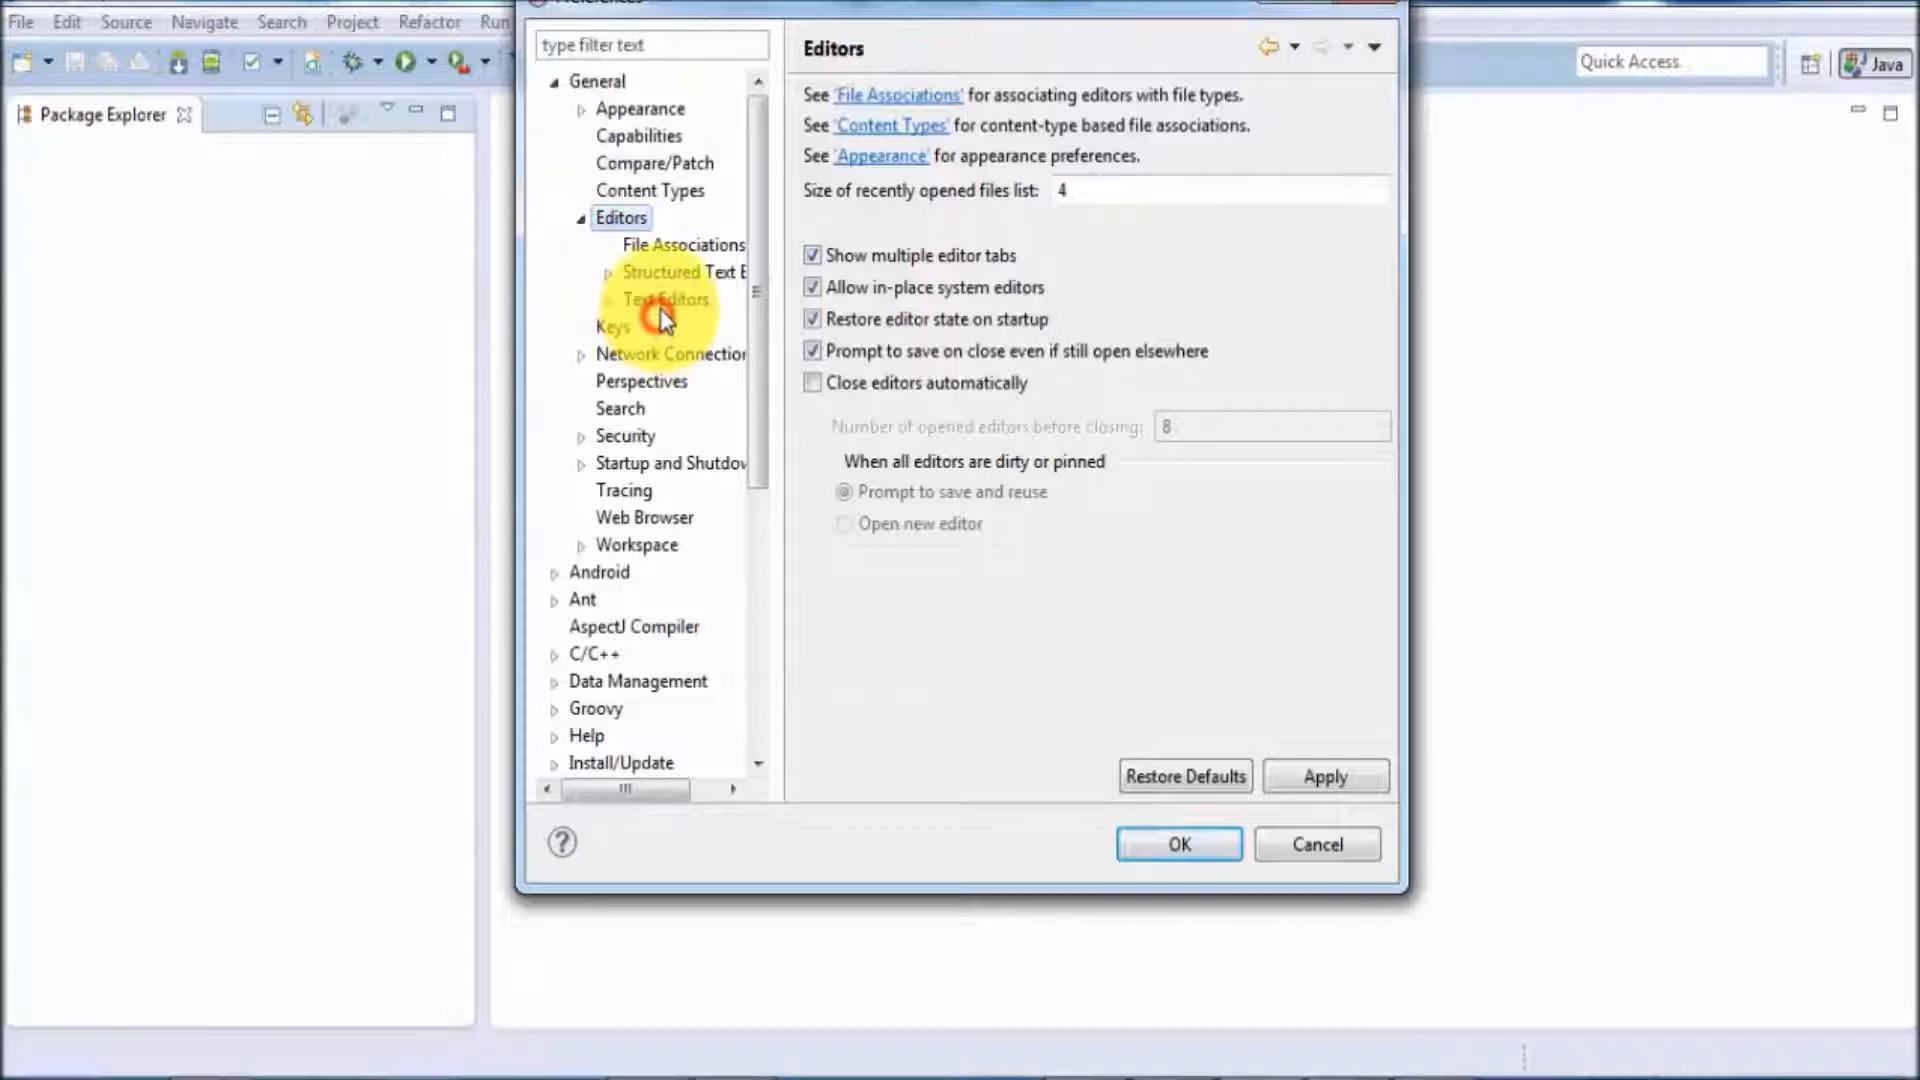 File Edit Source Navigate Search Project Refactor Run
Quick Access
Java
Package Explorer
type filter text
General
Appearance
Capabilities
Compare/Patch
Content Types
Editors
File Associations
Structured Text E
Text Editors
Keys
Network Connection
Perspectives
Search
Security
Startup and Shutdow
Tracing
Web Browser
Workspace
Android
Ant
AspectJ Compiler
C/C++
Data Management
Groovy
Help
Install/Update
Editors
See 'File Associations' for associating editors with file types.
See 'Content Types' for content-type based file associations.
See 'Appearance' for appearance preferences.
Size of recently opened files list: 4
Show multiple editor tabs
Allow in-place system editors
Restore editor state on startup
Prompt to save on close even if still open elsewhere
Close editors automatically
Number of opened editors before closing: 8
When all editors are dirty or pinned
Prompt to save and reuse
Open new editor
Restore Defaults Apply
OK Cancel